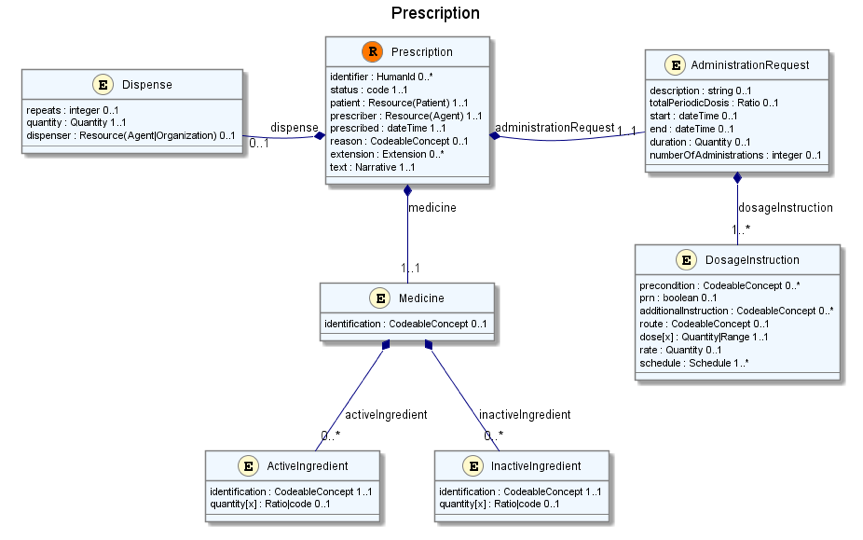 Prescription
R Prescription
identifier : HumanId 0..*
status : code 1..1
patient : Resource(Patient) 1..1
prescriber : Resource(Agent) 1..1
prescribed : dateTime 1..1
reason : CodeableConcept 0..1
extension : Extension 0..*
text : Narrative 1..1
E Dispense
repeats : integer 0..1
quantity : Quantity 1..1
dispenser : Resource(Agent|Organization) 0..1
dispense
0..1
administrationRequest
1..1
E AdministrationRequest
description : string 0..1
totalPeriodicDosis : Ratio 0..1
start : dateTime 0..1
end : dateTime 0..1
duration : Quantity 0..1
numberOfAdministrations : integer 0..1
medicine
1..1
dosageInstruction
1..*
E DosageInstruction
precondition : CodeableConcept 0..*
prn : boolean 0..1
additionalInstruction : CodeableConcept 0..*
route : CodeableConcept 0..1
dose[x] : Quantity|Range 1..1
rate : Quantity 0..1
schedule : Schedule 1..*
E Medicine
identification : CodeableConcept 0..1
activeIngredient
0..*
inactiveIngredient
0..*
E ActiveIngredient
identification : CodeableConcept 1..1
quantity[x] : Ratio|code 0..1
E InactiveIngredient
identification : CodeableConcept 1..1
quantity[x] : Ratio|code 0..1